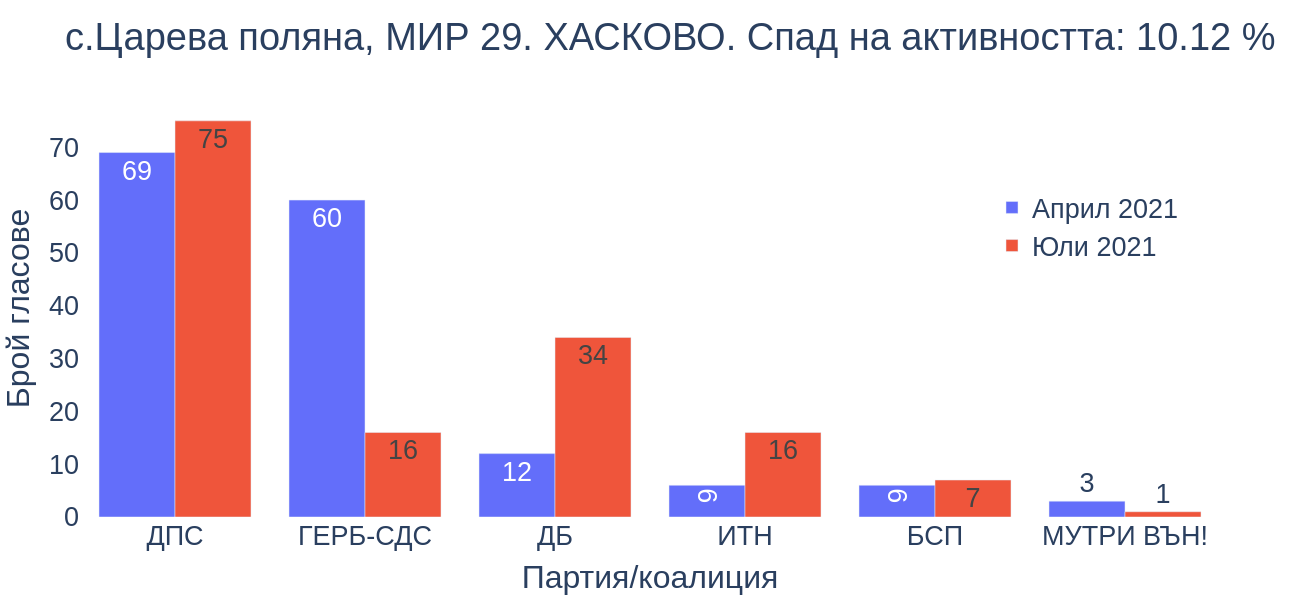 с.Царева поляна, МИР 29. ХАСКОВО. Спад на активността: 10.12 %
Брой гласове
70
60
50
40
30
20
10
0
69
75
60
16
12
34
6
16
6
7
3
1
Април 2021
Юли 2021
ДПС
ГЕРБ-СДС
ДБ
ИТН
БСП
МУТРИ ВЪН!
Партия/коалиция